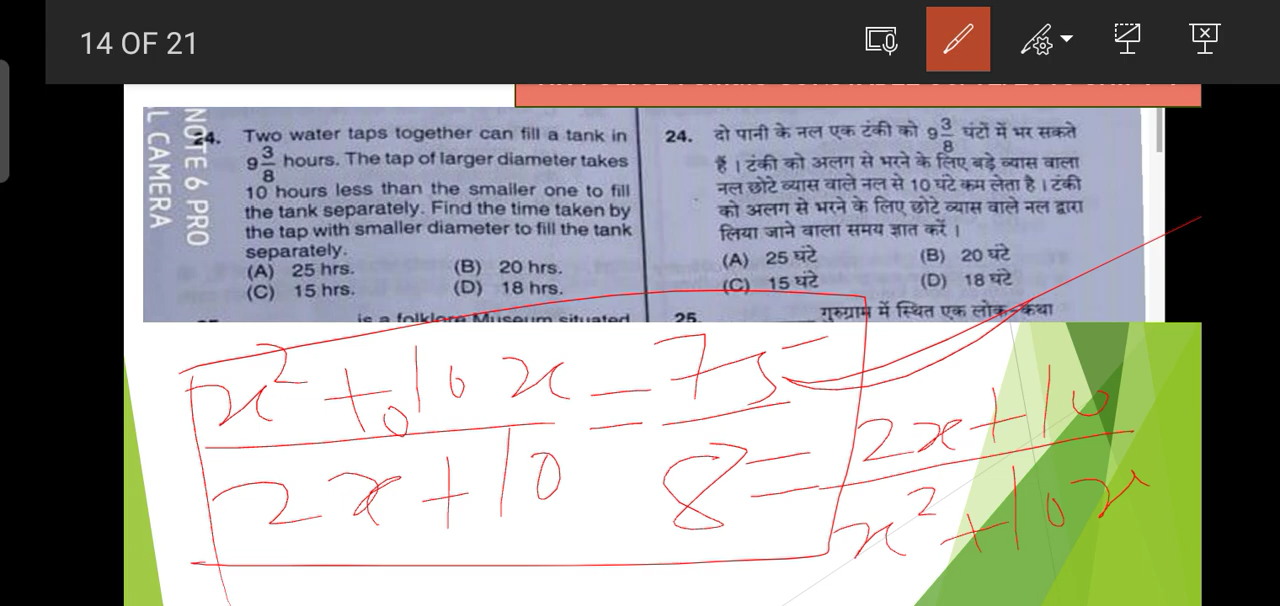 14 OF 21
NOTE 6 PRO
L CAMERA
24. Two water taps together can fill a tank in
9 3/8 hours. The tap of larger diameter takes
10 hours less than the smaller one to fill
the tank separately. Find the time taken by
the tap with smaller diameter to fill the tank
separately.
(A) 25 hrs. (B) 20 hrs.
(C) 15 hrs. (D) 18 hrs.
is a folklore Museum situated
24. दो पानी के नल एक टंकी को 9 3/8 घंटों में भर सकते
हैं। टंकी को अलग से भरने के लिए बड़े व्यास वाला
नल छोटे व्यास वाले नल से 10 घंटे कम लेता है। टंकी
को अलग से भरने के लिए छोटे व्यास वाले नल द्वारा
लिया जाने वाला समय ज्ञात करें।
(A) 25 घंटे (B) 20 घंटे
(C) 15 घंटे (D) 18 घंटे
25. गुरुग्राम में स्थित एक लोक-कथा
x² + 10x = 75
2x + 10 8 = 2x + 10
x² + 10x